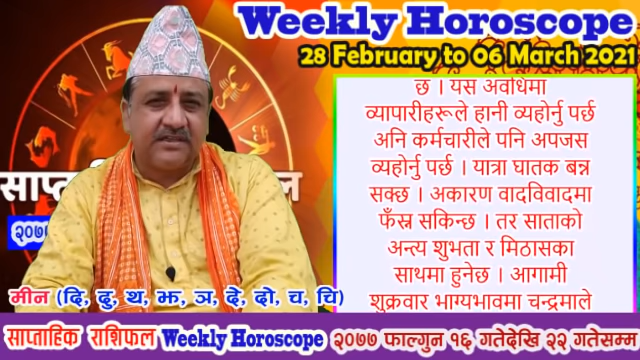 Weekly Horoscope
28 February to 06 March 2021
छ । यस अवधिमा
व्यापारीहरूले हानी व्यहोर्नु पर्छ
अनि कर्मचारीले पनि अपजस
व्यहोर्नु पर्छ । यात्रा घातक बन्न
सक्छ । अकारण वादविवादमा
फँस्न सकिन्छ । तर साताको
अन्त्य शुभता र मिठासका
साथमा हुनेछ । आगामी
शुक्रवार भाग्यभावमा चन्द्रमाले
मीन (दि, दु, थ, झ, ञ, दे, दो, च, चि)
साप्ताहिक राशिफल Weekly Horoscope २०७७ फाल्गुन १६ गतेदेखि २२ गतेसम्म